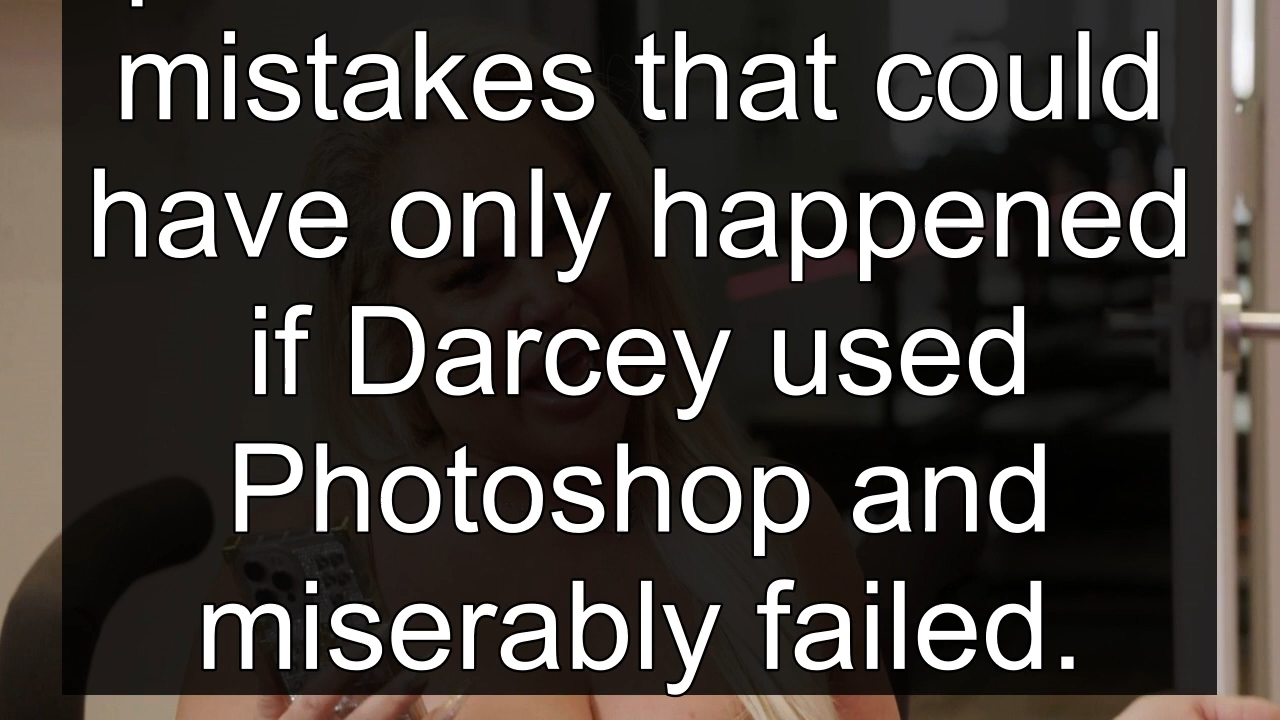 mistakes that could
have only happened
if Darcey used
Photoshop and
miserably failed.